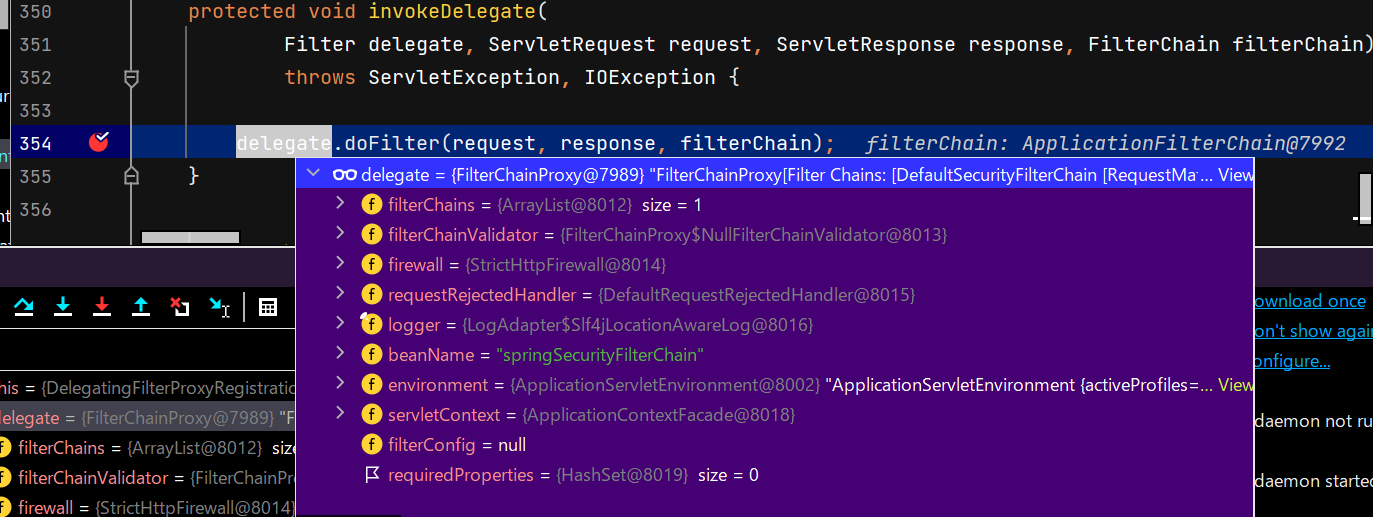 350 protected void invokeDelegate(
351 Filter delegate, ServletRequest request, ServletResponse response, FilterChain filterChain)
352 throws ServletException, IOException {
353
354 delegate.doFilter(request, response, filterChain); filterChain: ApplicationFilterChain@7992
355 }
356
delegate = {FilterChainProxy@7989} "FilterChainProxy[Filter Chains: [DefaultSecurityFilterChain [RequestMa... View
f filterChains = {ArrayList@8012} size = 1
f filterChainValidator = {FilterChainProxy$NullFilterChainValidator@8013}
f firewall = {StrictHttpFirewall@8014}
f requestRejectedHandler = {DefaultRequestRejectedHandler@8015}
f logger = {LogAdapter$Slf4jLocationAwareLog@8016}
f beanName = "springSecurityFilterChain"
f environment = {ApplicationServletEnvironment@8002} "ApplicationServletEnvironment {activeProfiles=... View
f servletContext = {ApplicationContextFacade@8018}
f filterConfig = null
requiredProperties = {HashSet@8019} size = 0
his = {DelegatingFilterProxyRegistratio
elegate = {FilterChainProxy@7989} "F
f filterChains = {ArrayList@8012} size
f filterChainValidator = {FilterChainPr
f firewall = {StrictHttpFirewall@8014}
ownload once
on't show again
onfigure...
daemon not ru
daemon started